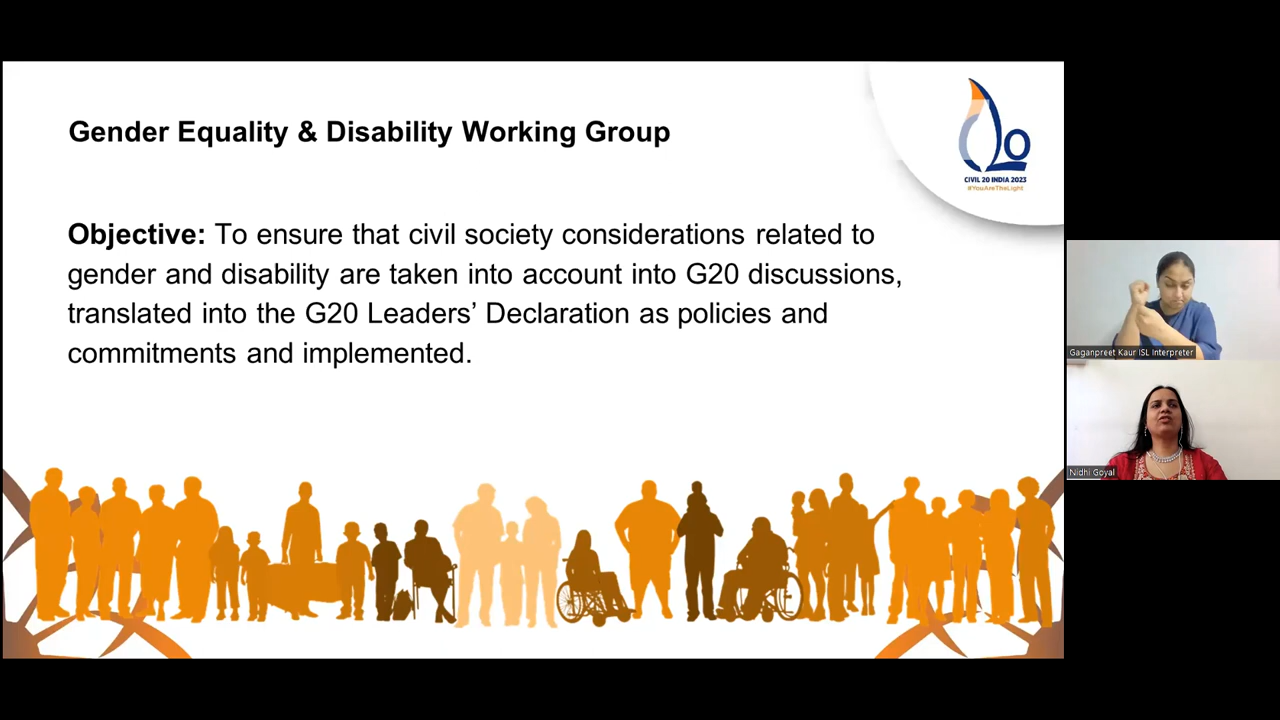 Gender Equality & Disability Working Group
CIVIL 20 INDIA 2023
#YouAreTheLight
Objective: To ensure that civil society considerations related to
gender and disability are taken into account into G20 discussions,
translated into the G20 Leaders’ Declaration as policies and
commitments and implemented.
Gaganpreet Kaur ISL Interpreter
Nidhi Goyal